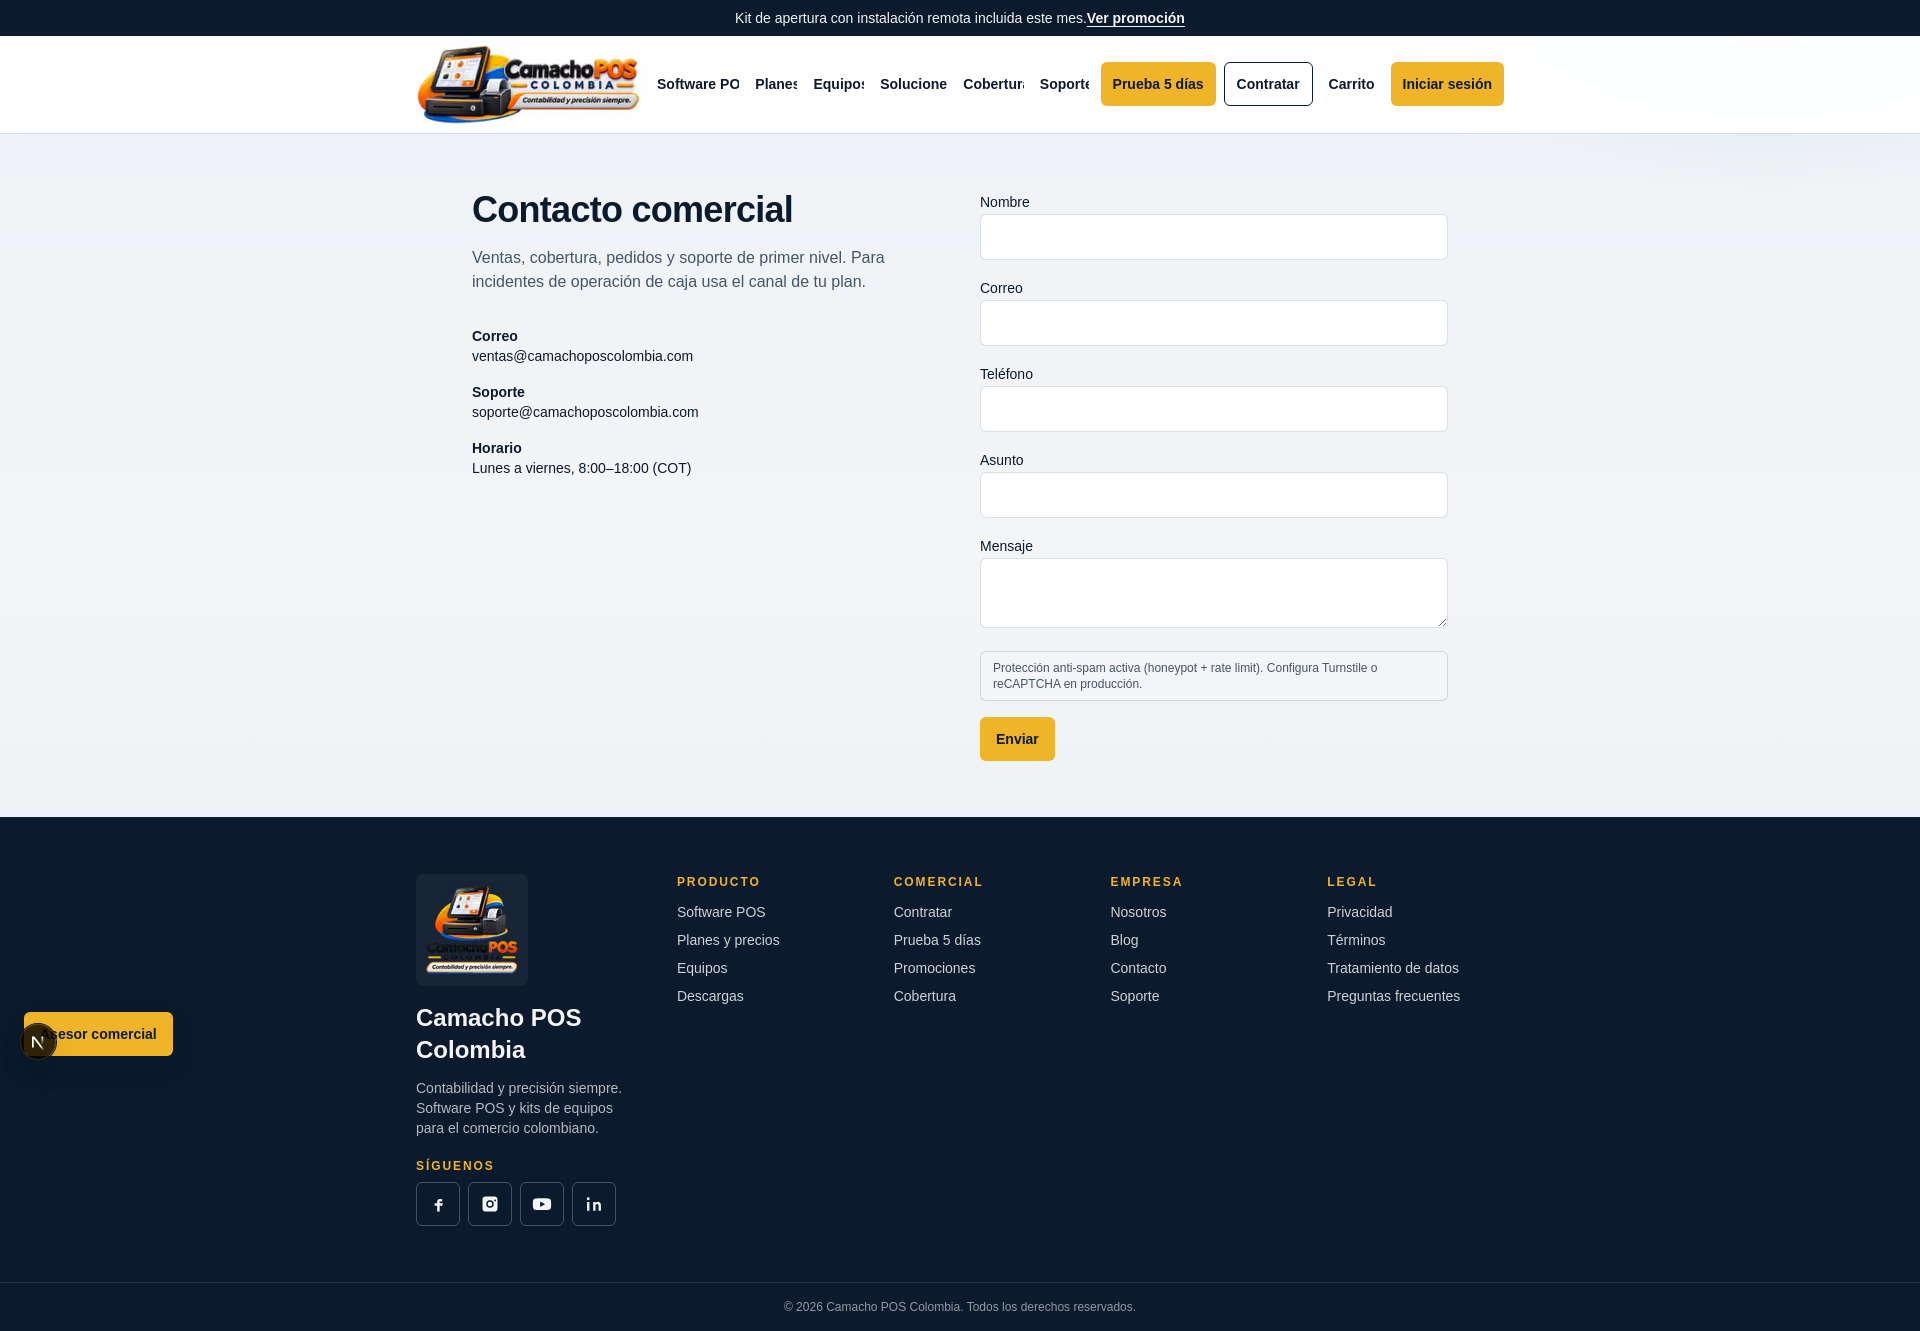 Kit de apertura con instalación remota incluida este mes.Ver promoción
CamachoPOS
COLOMBIA
Contabilidad y precisión siempre.
Software PO Planes Equipos Solucione Cobertura Soporte Prueba 5 días Contratar Carrito Iniciar sesión
Contacto comercial
Ventas, cobertura, pedidos y soporte de primer nivel. Para
incidentes de operación de caja usa el canal de tu plan.
Correo
ventas@camachoposcolombia.com
Soporte
soporte@camachoposcolombia.com
Horario
Lunes a viernes, 8:00–18:00 (COT)
Nombre
Correo
Teléfono
Asunto
Mensaje
Protección anti-spam activa (honeypot + rate limit). Configura Turnstile o
reCAPTCHA en producción.
Enviar
CamachoPOS
COLOMBIA
Contabilidad y precisión siempre.
Camacho POS
Colombia
Contabilidad y precisión siempre.
Software POS y kits de equipos
para el comercio colombiano.
SÍGUENOS
PRODUCTO
Software POS
Planes y precios
Equipos
Descargas
COMERCIAL
Contratar
Prueba 5 días
Promociones
Cobertura
EMPRESA
Nosotros
Blog
Contacto
Soporte
LEGAL
Privacidad
Términos
Tratamiento de datos
Preguntas frecuentes
Asesor comercial
© 2026 Camacho POS Colombia. Todos los derechos reservados.